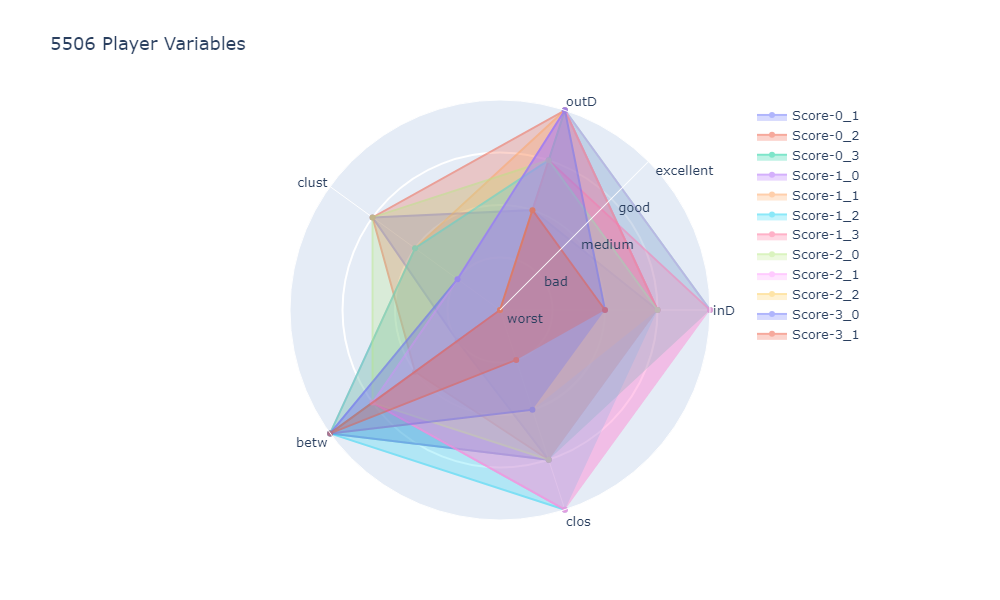 5506 Player Variables
outD
clust
excellent
good
medium
bad
worst
inD
betw
clos
Score-0_1
Score-0_2
Score-0_3
Score-1_0
Score-1_1
Score-1_2
Score-1_3
Score-2_0
Score-2_1
Score-2_2
Score-3_0
Score-3_1